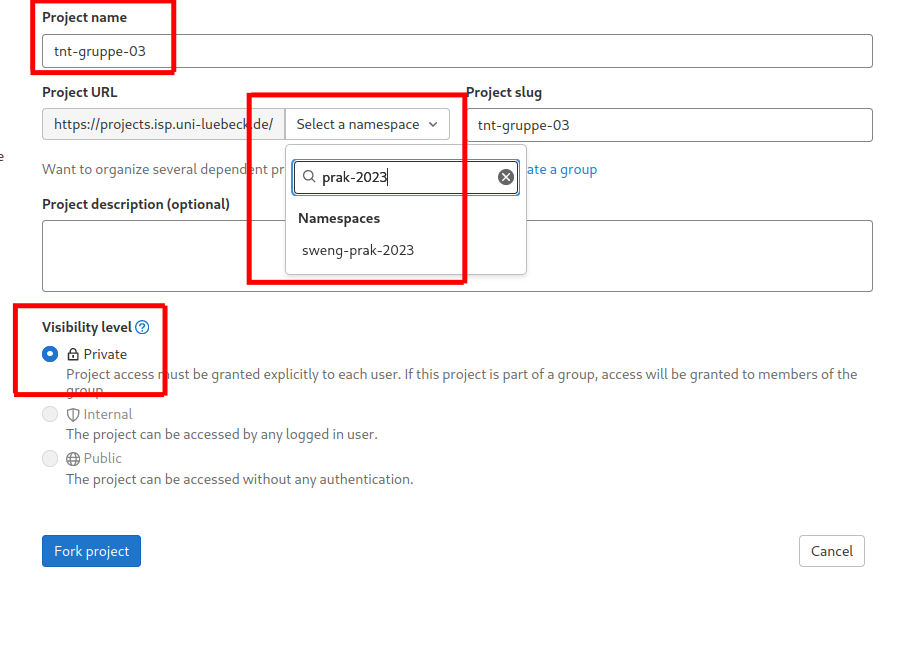 Project name
tnt-gruppe-03
Project URL
Project slug
https://projects.isp.uni-luebeck.de/
Select a namespace
tnt-gruppe-03
e
Want to organize several dependent pr
ate a group
prak-2023
Project description (optional)
Namespaces
sweng-prak-2023
Visibility level
Private
Project access must be granted explicitly to each user. If this project is part of a group, access will be granted to members of the
group.
Internal
The project can be accessed by any logged in user.
Public
The project can be accessed without any authentication.
Fork project
Cancel